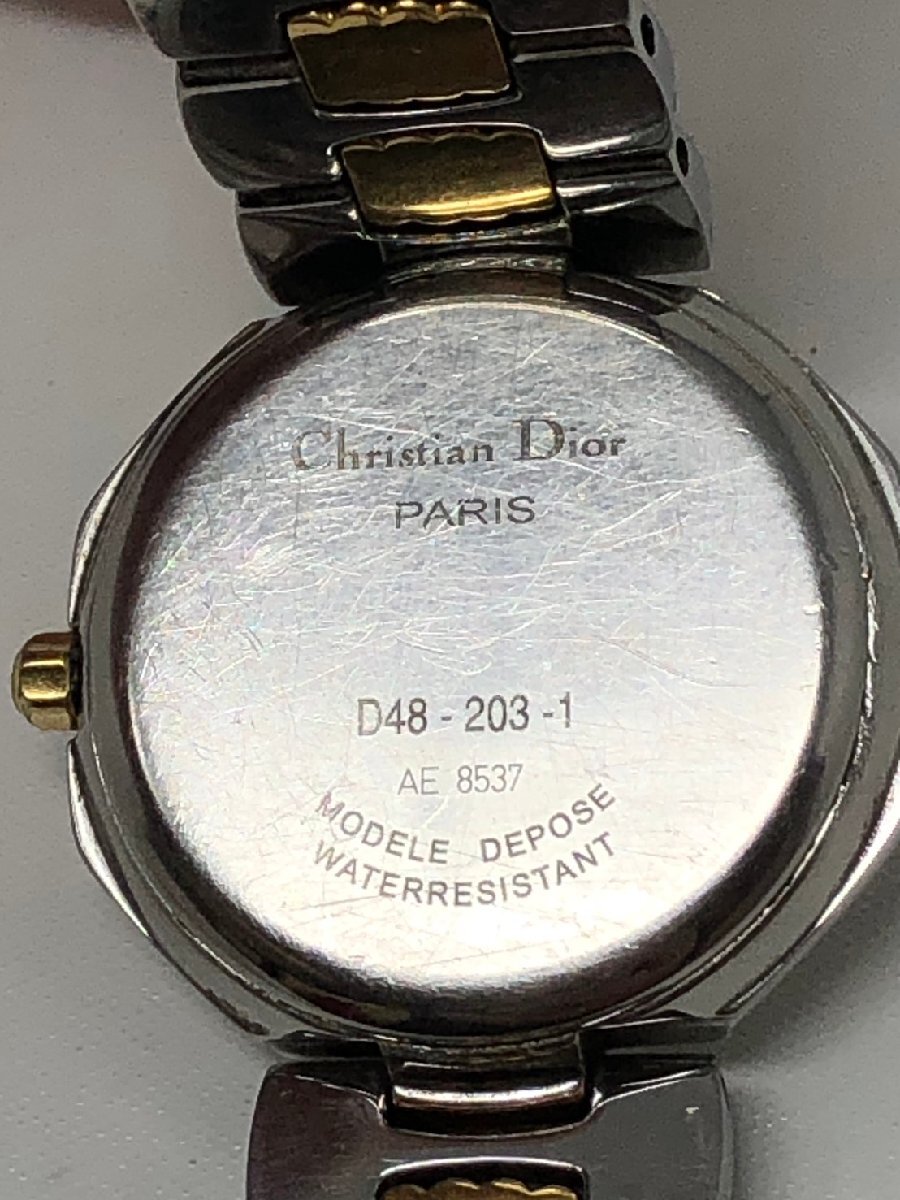 Christian Dior
PARIS
D48 - 203 -1
AE 8537
MODELE DEPOSE
WATERRESISTANT